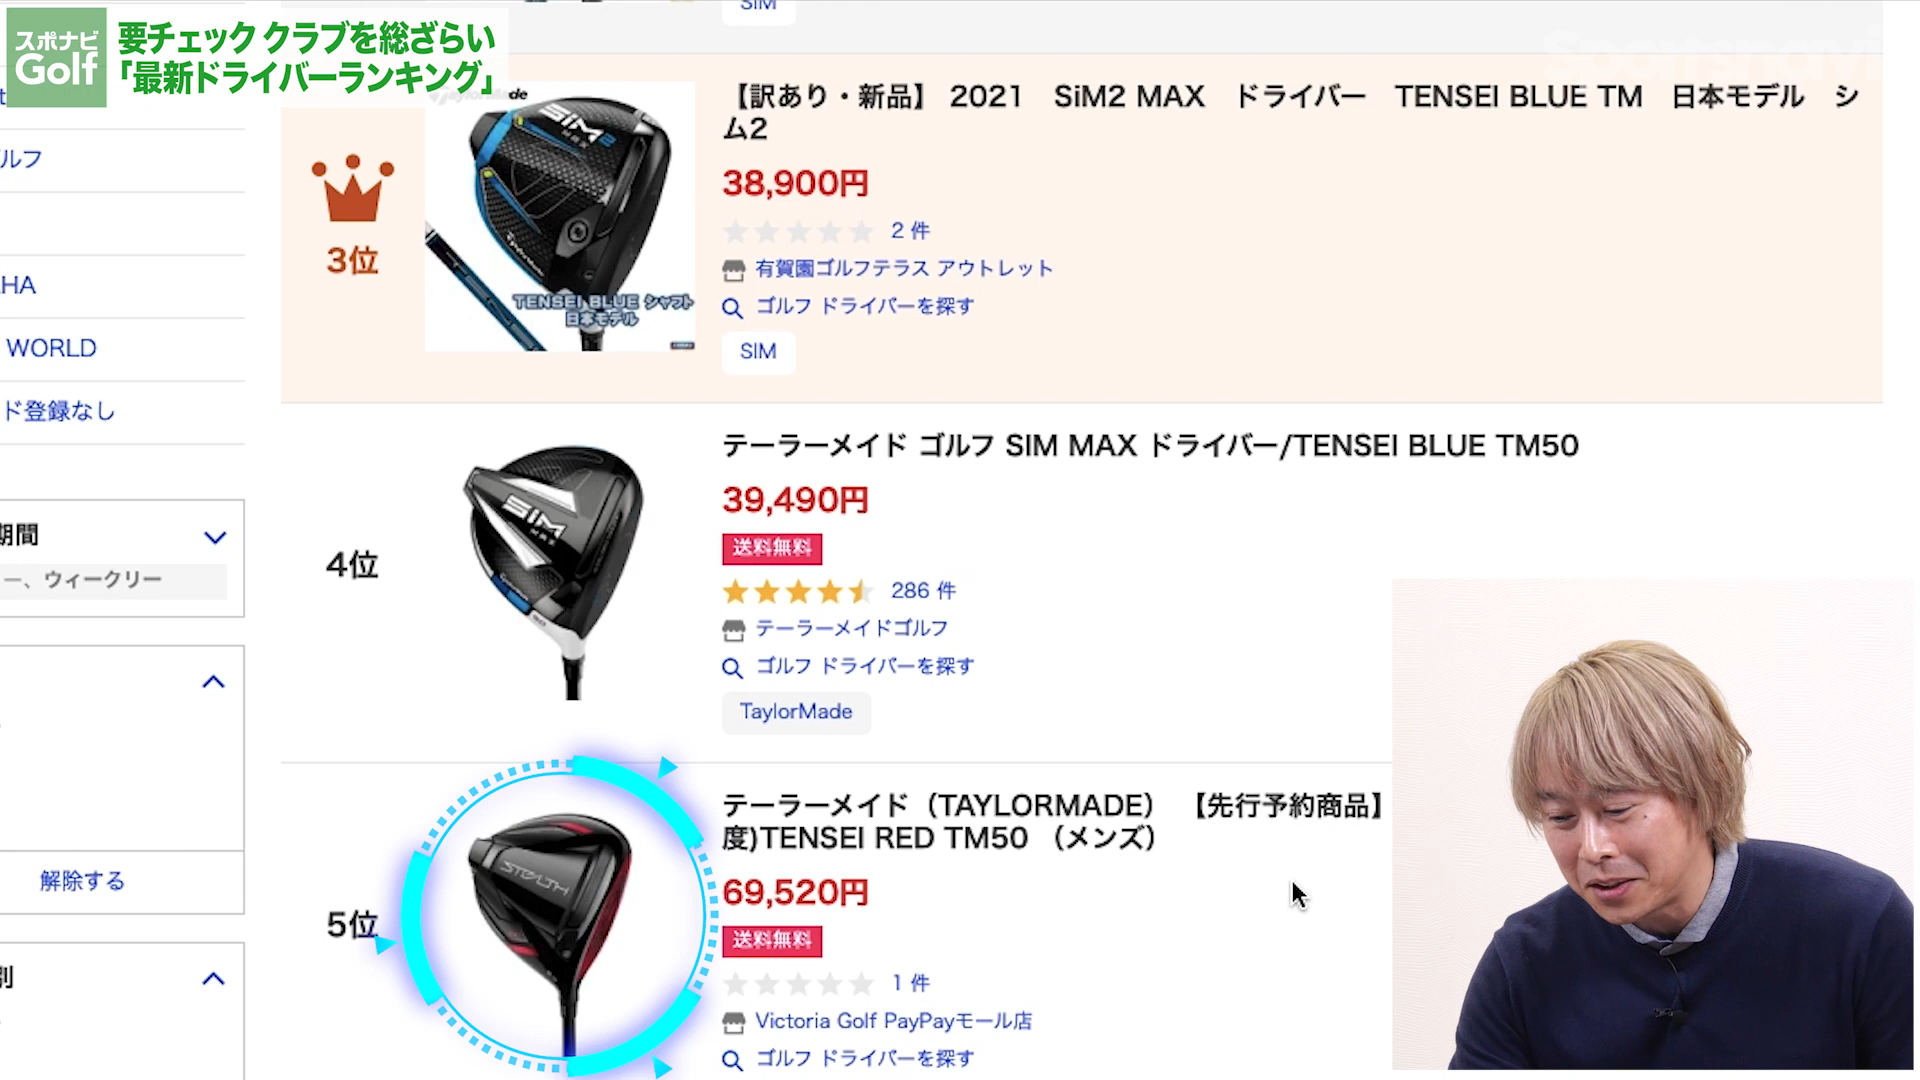 スポナビ
Golf
要チェック クラブを総ざらい
「最新ドライバーランキング」
Sportsnavi
SIM
ルフ
HA
WORLD
ド登録なし
期間
ー、ウィークリー
解除する
別
3位
TaylorMade
SIM2
MAX
TENSEI BLUE シャフト
日本モデル
【訳あり・新品】 2021 SiM2 MAX ドライバー TENSEI BLUE TM 日本モデル シ
ム2
38,900円
2 件
有賀園ゴルフテラス アウトレット
ゴルフ ドライバーを探す
SIM
4位
SIM
MAX
テーラーメイド ゴルフ SIM MAX ドライバー/TENSEI BLUE TM50
39,490円
送料無料
286 件
テーラーメイドゴルフ
ゴルフ ドライバーを探す
TaylorMade
5位
STEALTH
テーラーメイド（TAYLORMADE） 【先行予約商品】
度)TENSEI RED TM50 （メンズ）
69,520円
送料無料
1 件
Victoria Golf PayPayモール店
ゴルフ ドライバーを探す